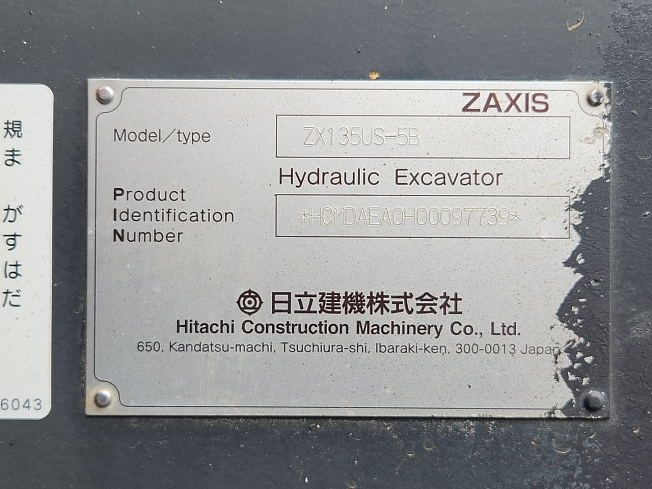 ZAXIS
Model/type
ZX135US-5B
Hydraulic Excavator
Product
Identification
Number
*HCMDAEA0H00097739*
日立建機株式会社
Hitachi Construction Machinery Co., Ltd.
650, Kandatsu-machi, Tsuchiura-shi, Ibaraki-ken, 300-0013 Japan
規ま
がすはだ
6043